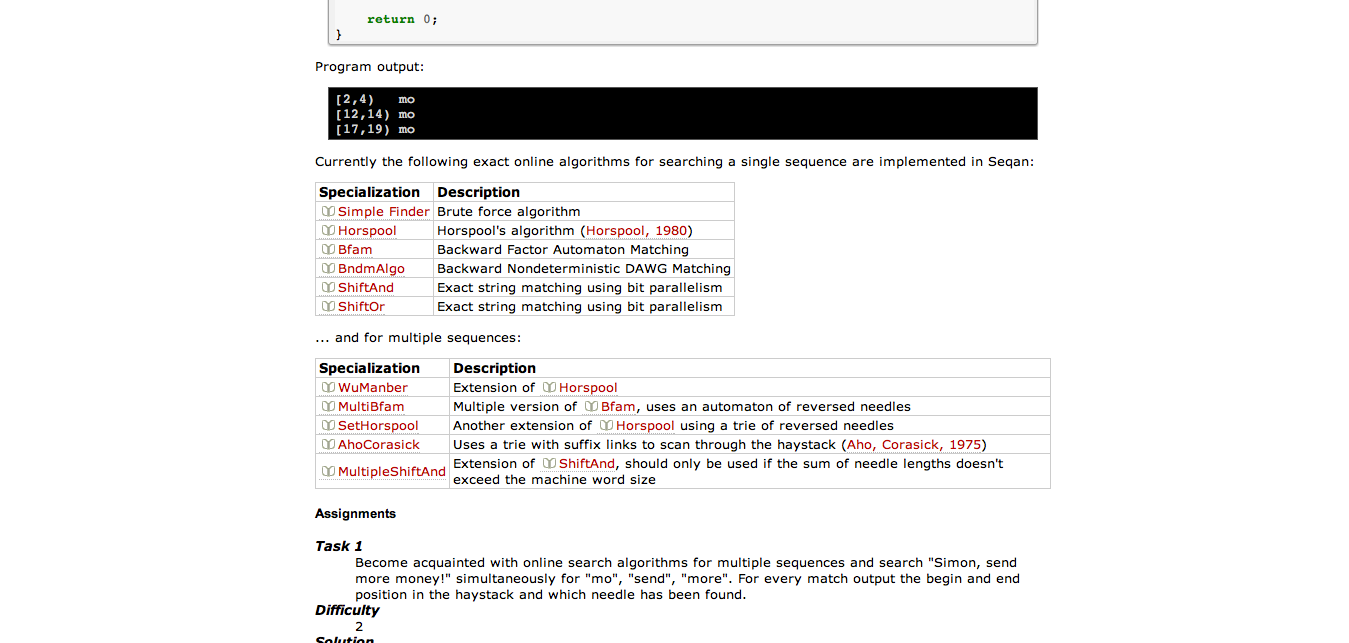 return 0;
}
Program output:
[2,4)   mo
[12,14) mo
[17,19) mo
Currently the following exact online algorithms for searching a single sequence are implemented in Seqan:
Specialization Description
Simple Finder Brute force algorithm
Horspool Horspool's algorithm (Horspool, 1980)
Bfam Backward Factor Automaton Matching
BndmAlgo Backward Nondeterministic DAWG Matching
ShiftAnd Exact string matching using bit parallelism
ShiftOr Exact string matching using bit parallelism
... and for multiple sequences:
Specialization Description
WuManber Extension of Horspool
MultiBfam Multiple version of Bfam, uses an automaton of reversed needles
SetHorspool Another extension of Horspool using a trie of reversed needles
AhoCorasick Uses a trie with suffix links to scan through the haystack (Aho, Corasick, 1975)
MultipleShiftAnd Extension of ShiftAnd, should only be used if the sum of needle lengths doesn't
exceed the machine word size
Assignments
Task 1
Become acquainted with online search algorithms for multiple sequences and search "Simon, send
more money!" simultaneously for "mo", "send", "more". For every match output the begin and end
position in the haystack and which needle has been found.
Difficulty
2
Solution